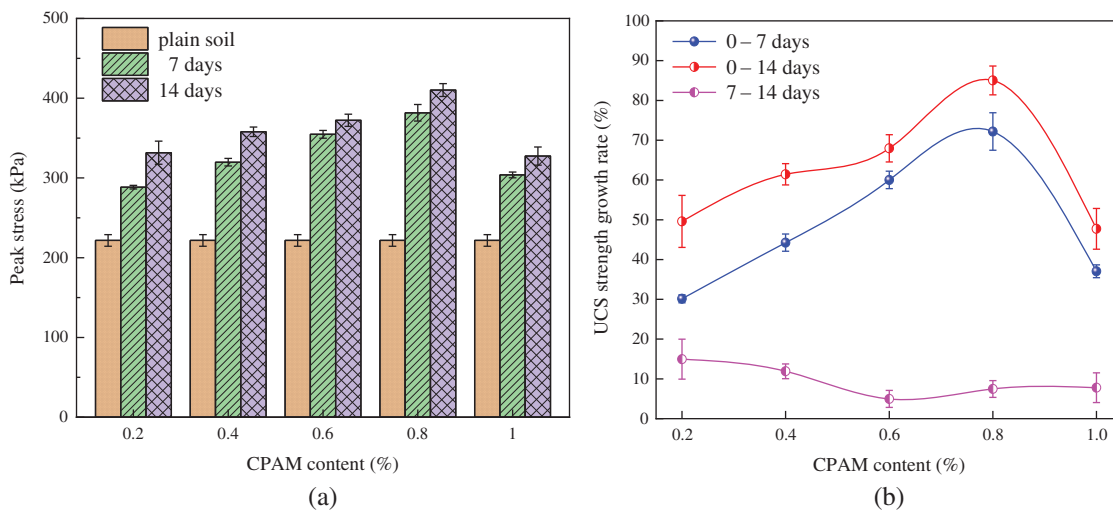 500
400
300
200
100
0
Peak stress (kPa)
plain soil
7 days
14 days
0.2 0.4 0.6 0.8 1
CPAM content (%)
(a)
100
90
80
70
60
50
40
30
20
10
0
UCS strength growth rate (%)
0 – 7 days
0 – 14 days
7 – 14 days
0.2 0.4 0.6 0.8 1.0
CPAM content (%)
(b)